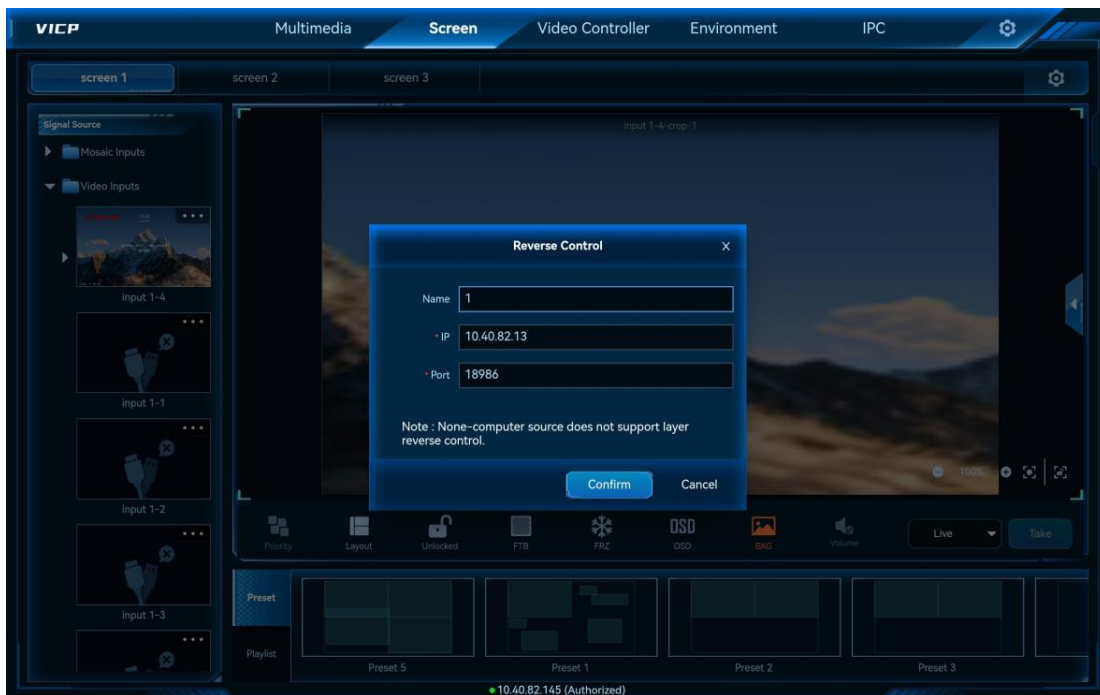 VICP
Multimedia
Screen
Video Controller
Environment
IPC
screen 1
screen 2
screen 3
Signal Source
Mosaic Inputs
Video Inputs
input 1-4
input 1-1
input 1-2
input 1-3
input 1-4-crop-1
Reverse Control
X
Name 1
* IP 10.40.82.13
* Port 18986
Note : None-computer source does not support layer
reverse control.
Confirm
Cancel
100%
Priority
Layout
Unlocked
FTB
FRZ
OSD
OSD
BKG
Volume
Live
Take
Preset
Playlist
Preset 5
Preset 1
Preset 2
Preset 3
10.40.82.145 (Authorized)